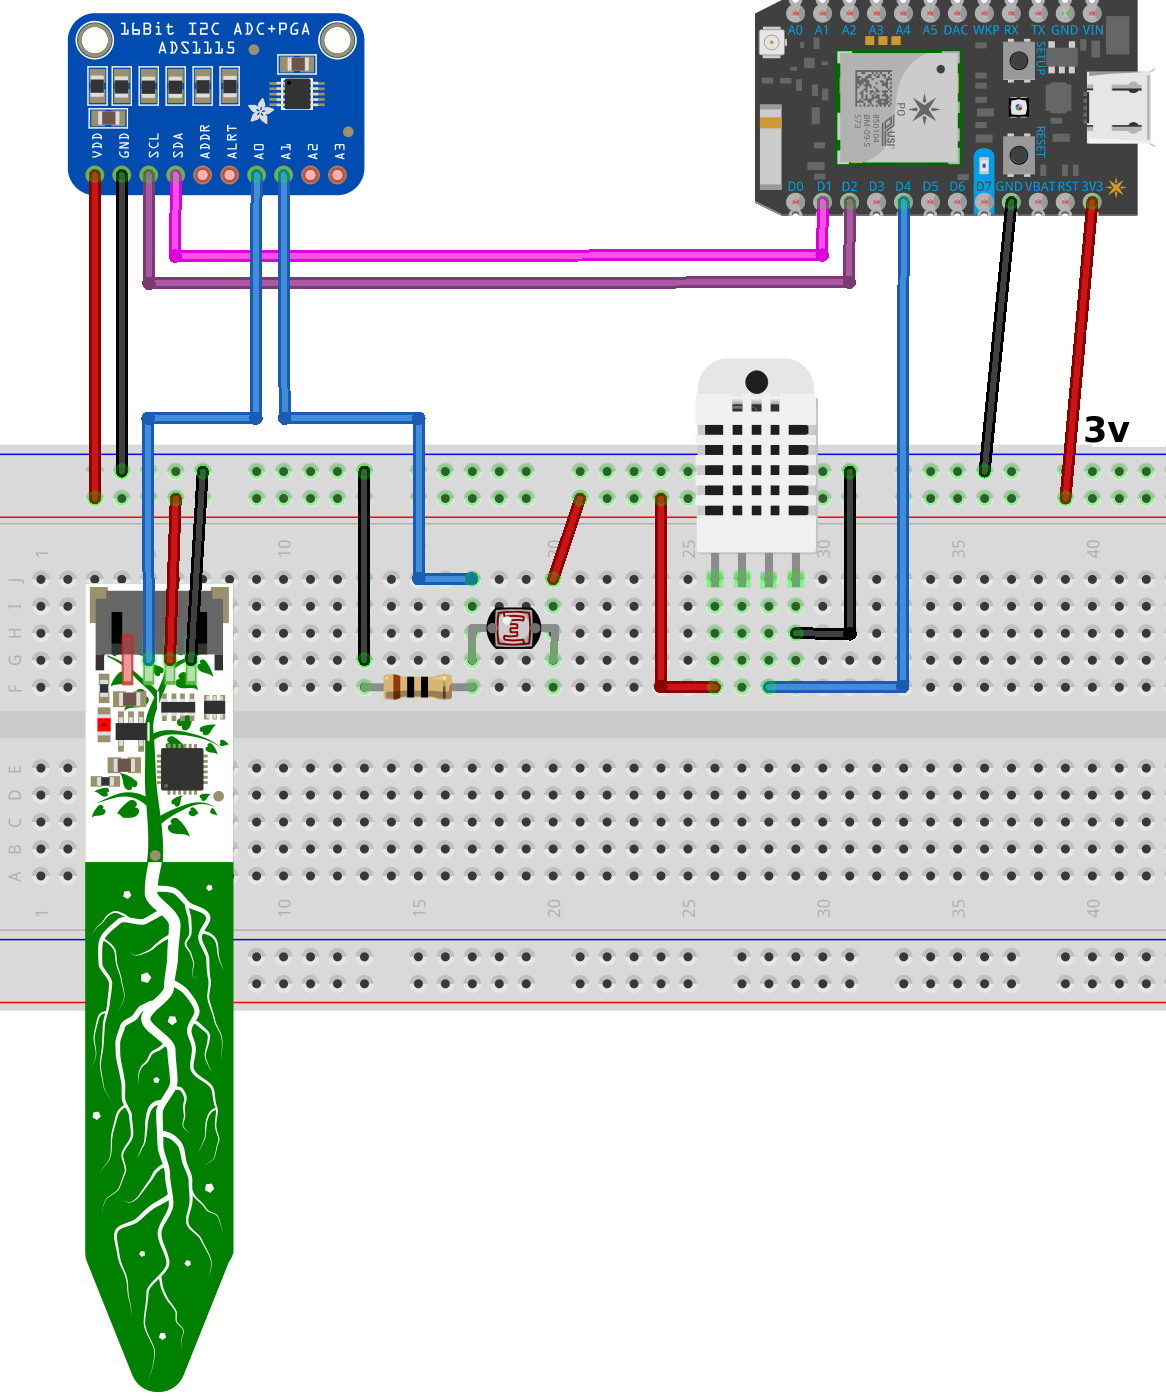 16Bit I2C ADC+PGA
ADS1115
VDD GND SCL SDA ADDR ALRT A0 A1 A2 A3
A0 A1 A2 A3 A4 A5 DAC WKP RX TX GND VIN
SETUP
RESET
PO
D0 D1 D2 D3 D4 D5 D6 D7 GND VBAT RST 3V3
3v
1 10 20 25 30 35 40
J
I
H
G
F
E
D
C
B
A
1 10 15 20 25 30 35 40